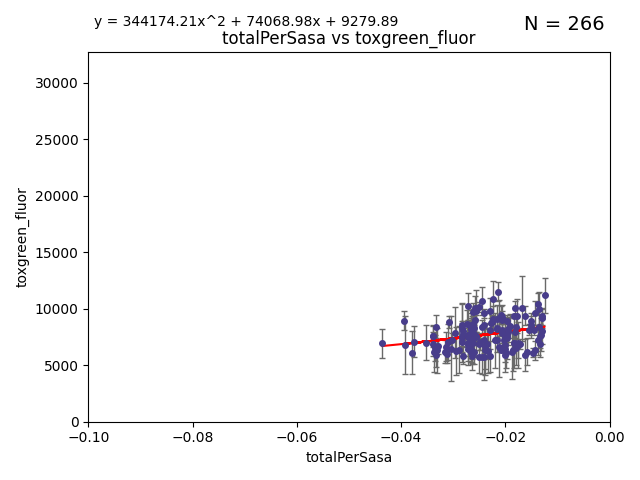 y = 344174.21x^2 + 74068.98x + 9279.89
N = 266
totalPerSasa vs toxgreen_fluor
30000
25000
20000
15000
10000
5000
0
toxgreen_fluor
−0.10 −0.08 −0.06 −0.04 −0.02 0.00
totalPerSasa